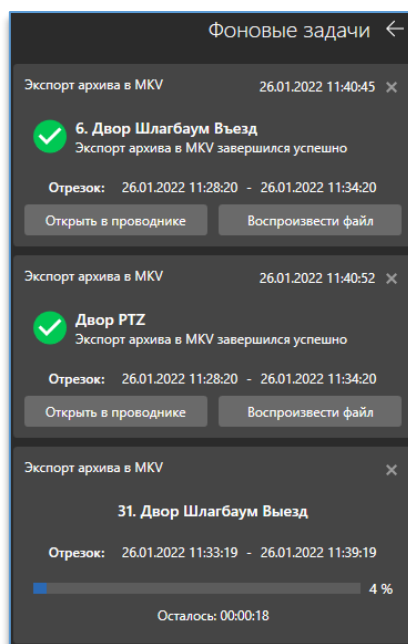 Фоновые задачи
Экспорт архива в MKV 26.01.2022 11:40:45
6. Двор Шлагбаум Въезд
Экспорт архива в MKV завершился успешно
Отрезок: 26.01.2022 11:28:20 - 26.01.2022 11:34:20
Открыть в проводнике Воспроизвести файл
Экспорт архива в MKV 26.01.2022 11:40:52
Двор PTZ
Экспорт архива в MKV завершился успешно
Отрезок: 26.01.2022 11:28:20 - 26.01.2022 11:34:20
Открыть в проводнике Воспроизвести файл
Экспорт архива в MKV
31. Двор Шлагбаум Выезд
Отрезок: 26.01.2022 11:33:19 - 26.01.2022 11:39:19
4 %
Осталось: 00:00:18